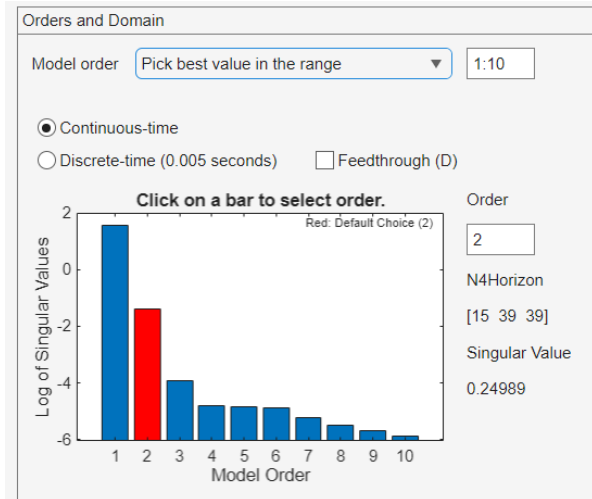 Orders and Domain
Model order Pick best value in the range 1:10
Continuous-time
Discrete-time (0.005 seconds) Feedthrough (D)
Click on a bar to select order.
Red: Default Choice (2)
2
0
-2
-4
-6
Log of Singular Values
1 2 3 4 5 6 7 8 9 10
Model Order
Order
2
N4Horizon
[15 39 39]
Singular Value
0.24989